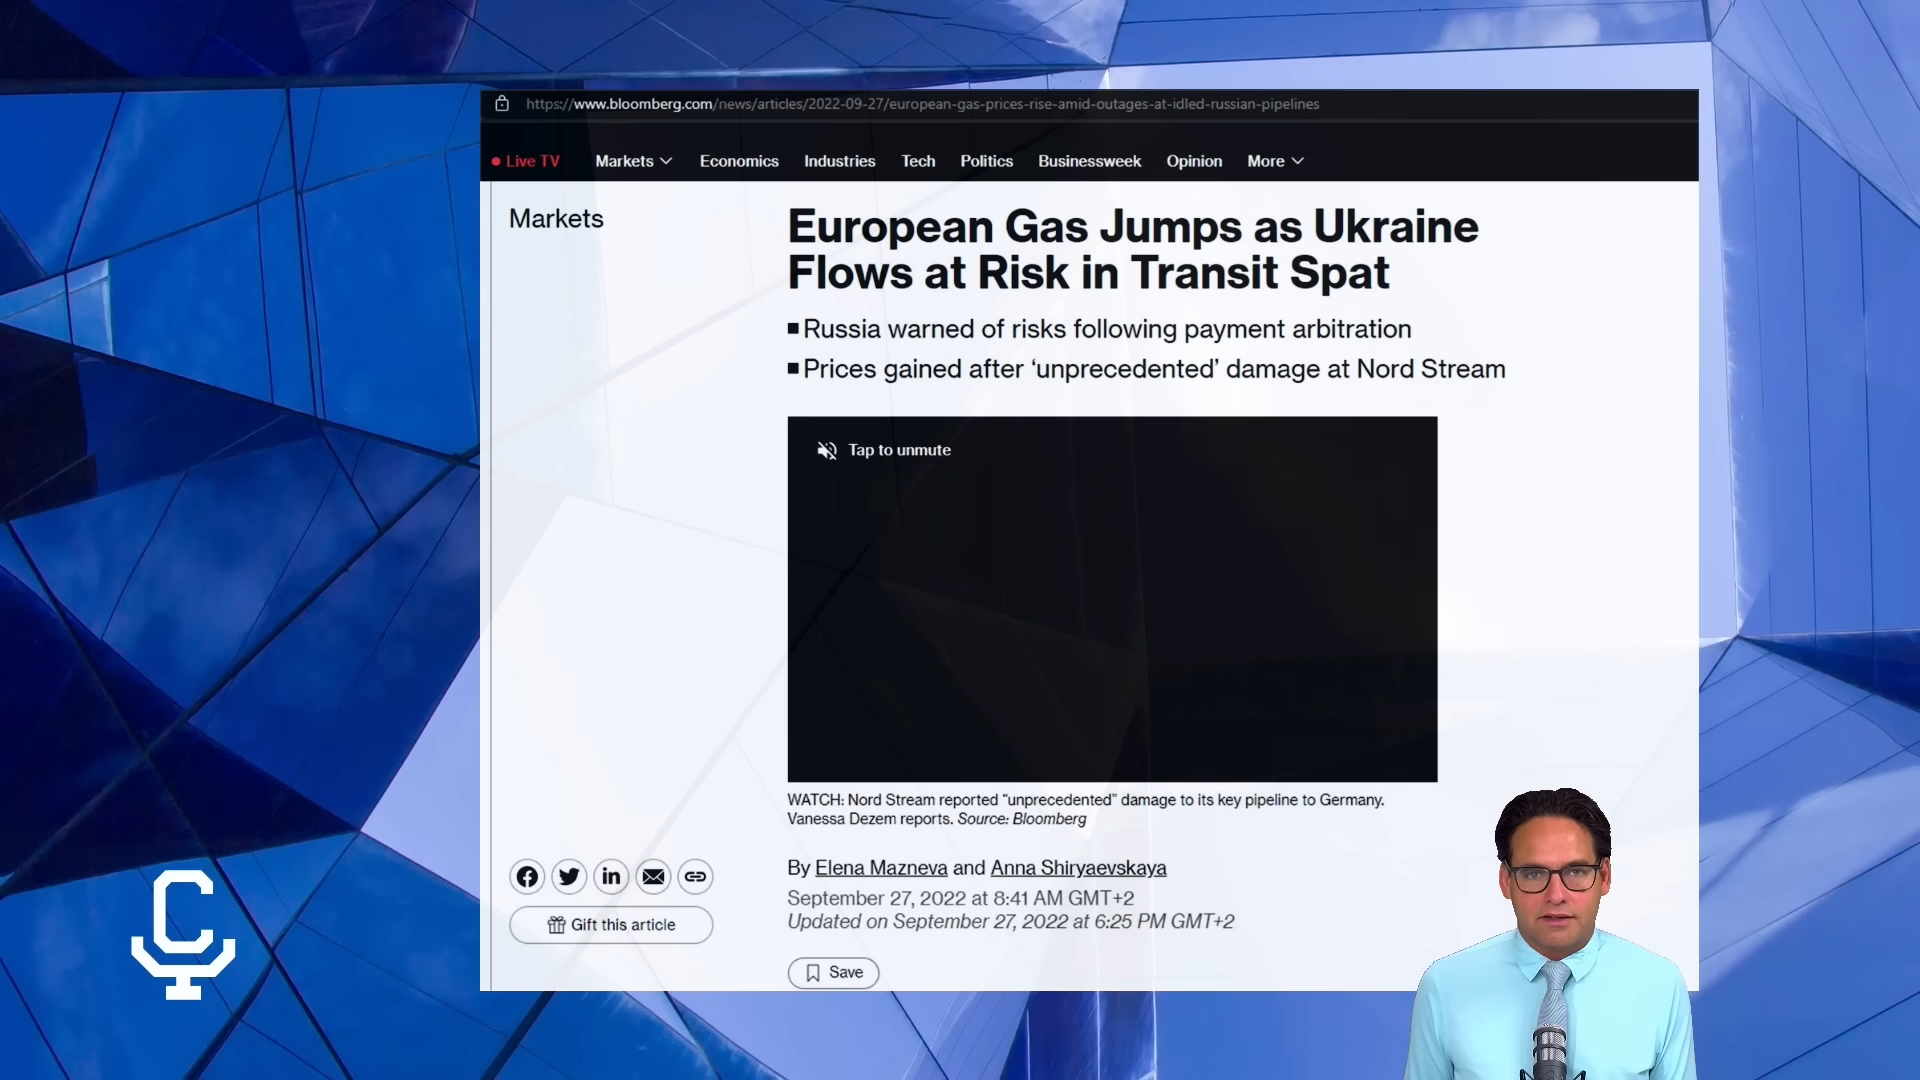 https://www.bloomberg.com/news/articles/2022-09-27/european-gas-prices-rise-amid-outages-at-idled-russian-pipelines
Live TV Markets Economics Industries Tech Politics Businessweek Opinion More
Markets
European Gas Jumps as Ukraine
Flows at Risk in Transit Spat
Russia warned of risks following payment arbitration
Prices gained after ‘unprecedented’ damage at Nord Stream
Tap to unmute
WATCH: Nord Stream reported “unprecedented” damage to its key pipeline to Germany.
Vanessa Dezem reports. Source: Bloomberg
By Elena Mazneva and Anna Shiryaevskaya
September 27, 2022 at 8:41 AM GMT+2
Updated on September 27, 2022 at 6:25 PM GMT+2
Gift this article
Save